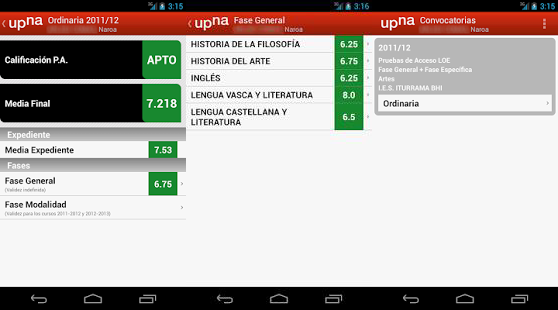 3:15
upna
Ordinaria 2011/12
Naroa
Calificación P.A.
APTO
Media Final
7.218
Expediente
Media Expediente
7.53
Fases
Fase General
(Validez indefinida)
6.75
Fase Modalidad
(Validez para los cursos 2011-2012 y 2012-2013)
3:16
upna
Fase General
Naroa
HISTORIA DE LA FILOSOFÍA
6.25
HISTORIA DEL ARTE
6.75
INGLÉS
6.25
LENGUA VASCA Y LITERATURA
8.0
LENGUA CASTELLANA Y
LITERATURA
6.5
3:15
upna
Convocatorias
Naroa
2011/12
Pruebas de Acceso LOE
Fase General + Fase Específica
Artes
I.E.S. ITURRAMA BHI
Ordinaria